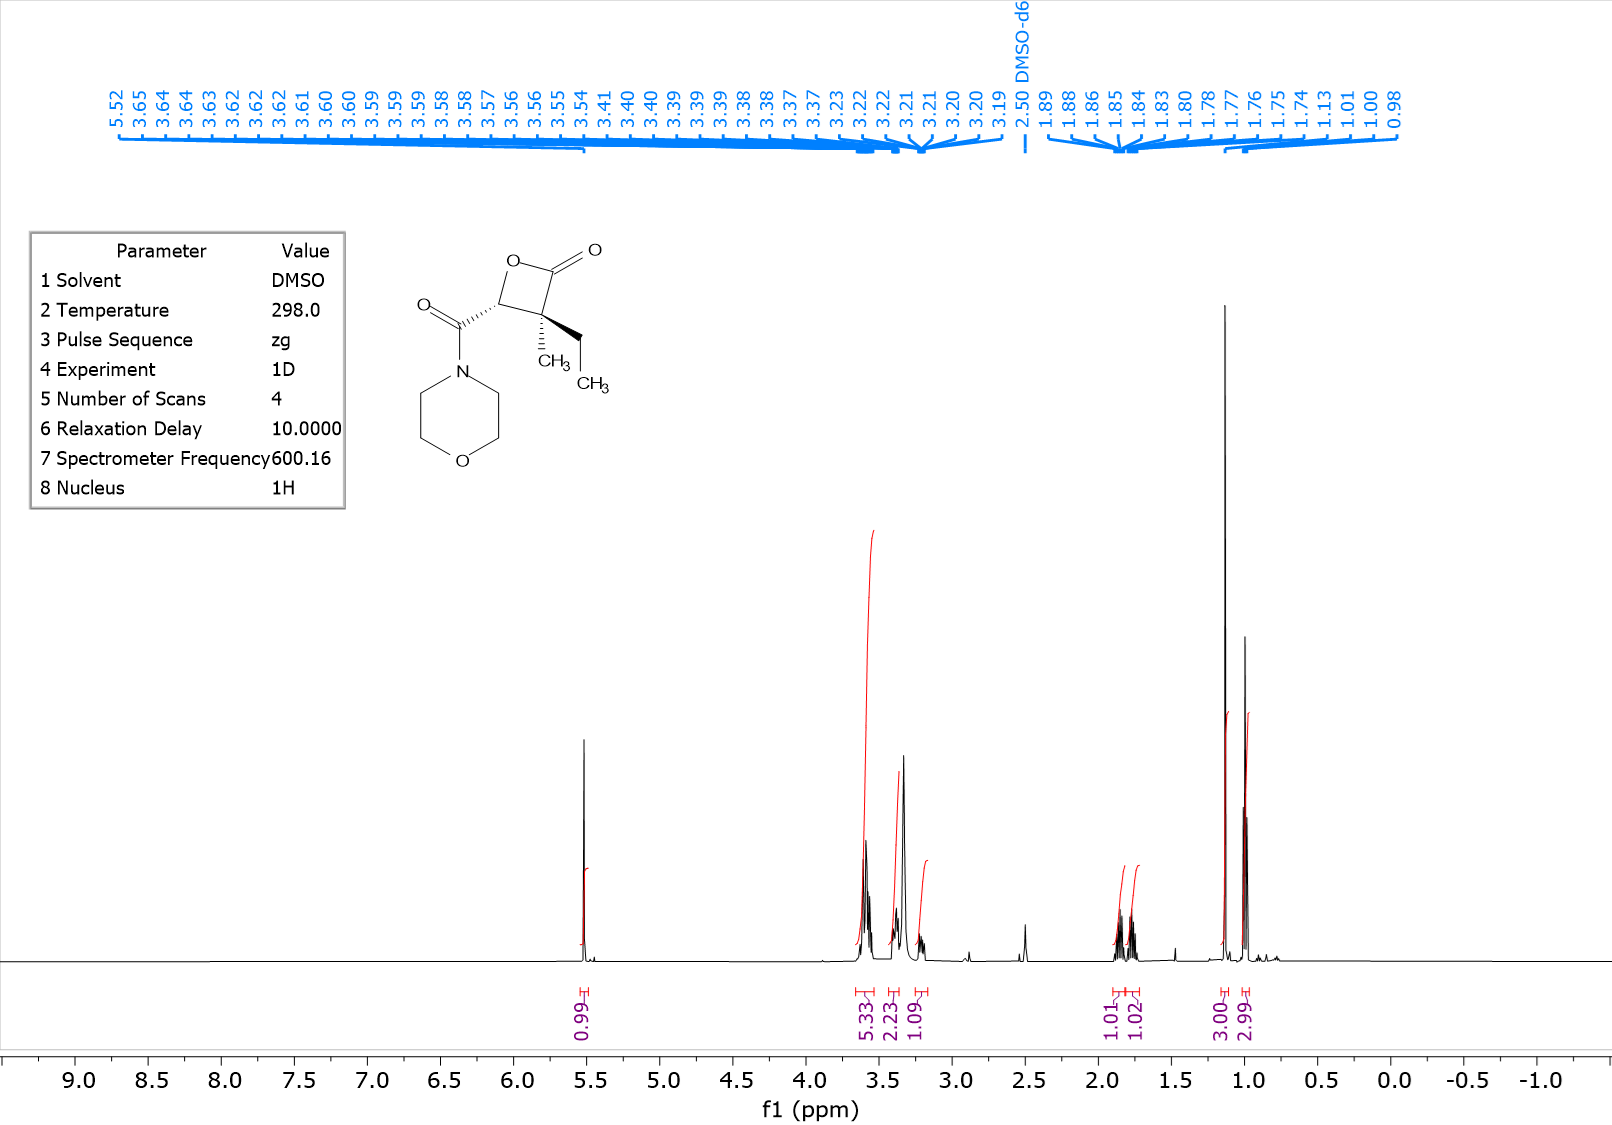 5.52 3.65 3.64 3.64 3.63 3.62 3.62 3.62 3.61 3.60 3.60 3.59 3.59 3.59 3.58 3.58 3.57 3.56 3.56 3.55 3.54 3.41 3.40 3.40 3.39 3.39 3.39 3.38 3.38 3.37 3.37 3.23 3.22 3.22 3.21 3.21 3.20 3.20 3.19 2.50 DMSO-d6 1.89 1.88 1.86 1.85 1.84 1.83 1.80 1.78 1.77 1.76 1.75 1.74 1.13 1.01 1.00 0.98
Parameter Value
1 Solvent DMSO
2 Temperature 298.0
3 Pulse Sequence zg
4 Experiment 1D
5 Number of Scans 4
6 Relaxation Delay 10.0000
7 Spectrometer Frequency 600.16
8 Nucleus 1H
O O
O
CH3
N CH3
O
0.99 5.33 2.23 1.09 1.01 1.02 3.00 2.99
9.0 8.5 8.0 7.5 7.0 6.5 6.0 5.5 5.0 4.5 4.0 3.5 3.0 2.5 2.0 1.5 1.0 0.5 0.0 -0.5 -1.0
f1 (ppm)